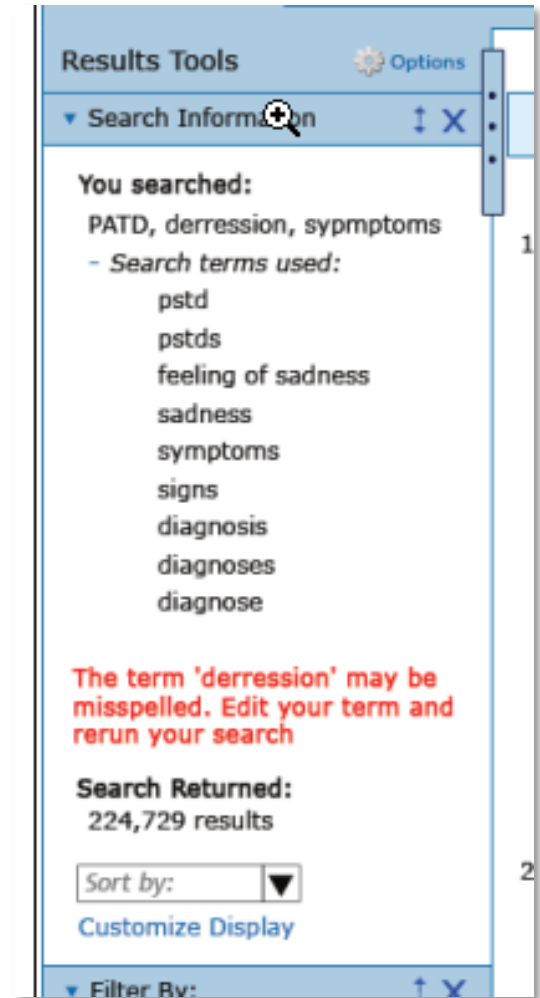 Results Tools
Options
Search Information
You searched:
PATD, derression, sypmptoms
- Search terms used:
pstd
pstds
feeling of sadness
sadness
symptoms
signs
diagnosis
diagnoses
diagnose
The term 'derression' may be
misspelled. Edit your term and
rerun your search
Search Returned:
224,729 results
Sort by:
Customize Display
Filter By:
1
2